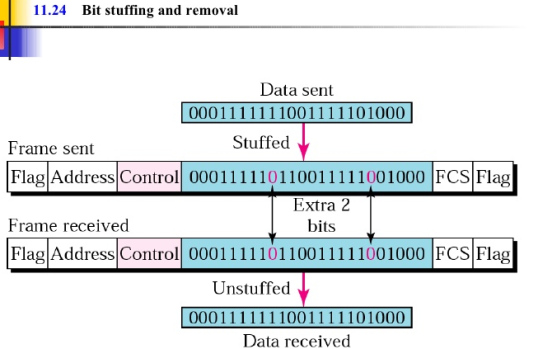 11.24 Bit stuffing and removal
Data sent
0001111111001111101000
Stuffed
Frame sent
Flag Address Control 000111110110011111001000 FCS Flag
Extra 2
bits
Frame received
Flag Address Control 000111110110011111001000 FCS Flag
Unstuffed
0001111111001111101000
Data received